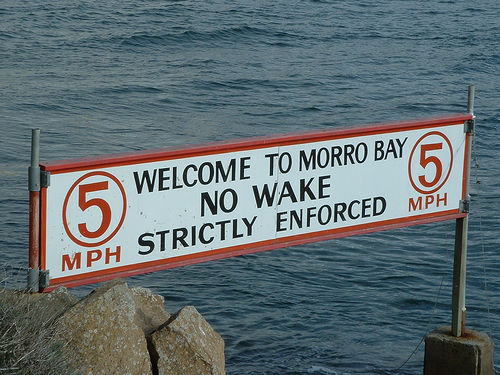 WELCOME TO MORRO BAY
5 NO WAKE 5
MPH STRICTLY ENFORCED MPH